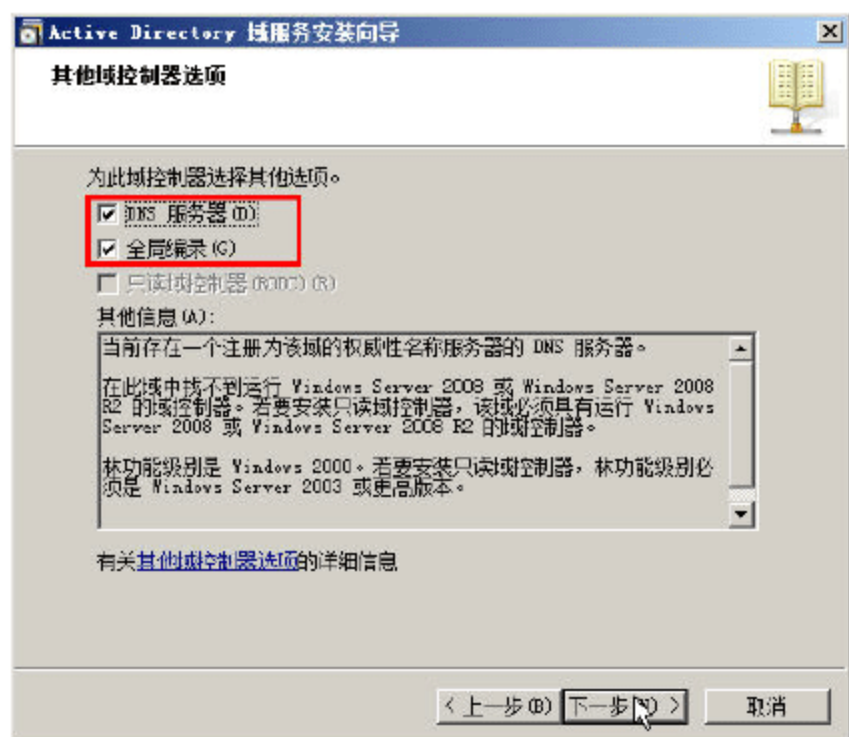 Active Directory 域服务安装向导
其他域控制器选项
为此域控制器选择其他选项。
DNS 服务器(D)
全局编录(G)
只读域控制器(RODC)(R)
其他信息(A):
当前存在一个注册为该域的权威性名称服务器的 DNS 服务器。
在此域中找不到运行 Windows Server 2008 或 Windows Server 2008
R2 的域控制器。若要安装只读域控制器，该域必须具有运行 Windows
Server 2008 或 Windows Server 2008 R2 的域控制器。
林功能级别是 Windows 2000。若要安装只读域控制器，林功能级别必
须是 Windows Server 2003 或更高版本。
有关其他域控制器选项的详细信息
< 上一步(B)
下一步(N) >
取消